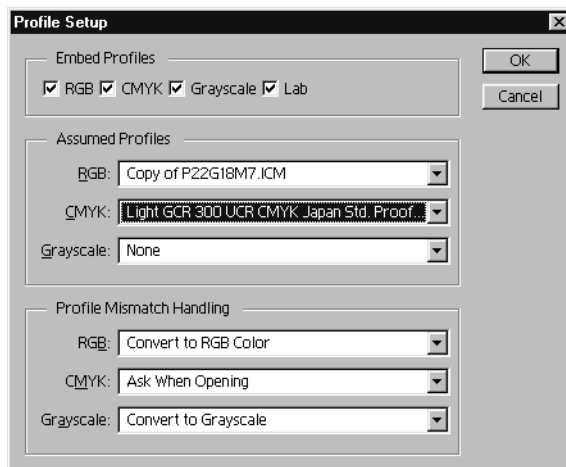 Profile Setup
Embed Profiles
RGB CMYK Grayscale Lab
OK
Cancel
Assumed Profiles
RGB: Copy of P22G18M7.ICM
CMYK: Light GCR 300 UCR CMYK Japan Std. Proof...
Grayscale: None
Profile Mismatch Handling
RGB: Convert to RGB Color
CMYK: Ask When Opening
Grayscale: Convert to Grayscale